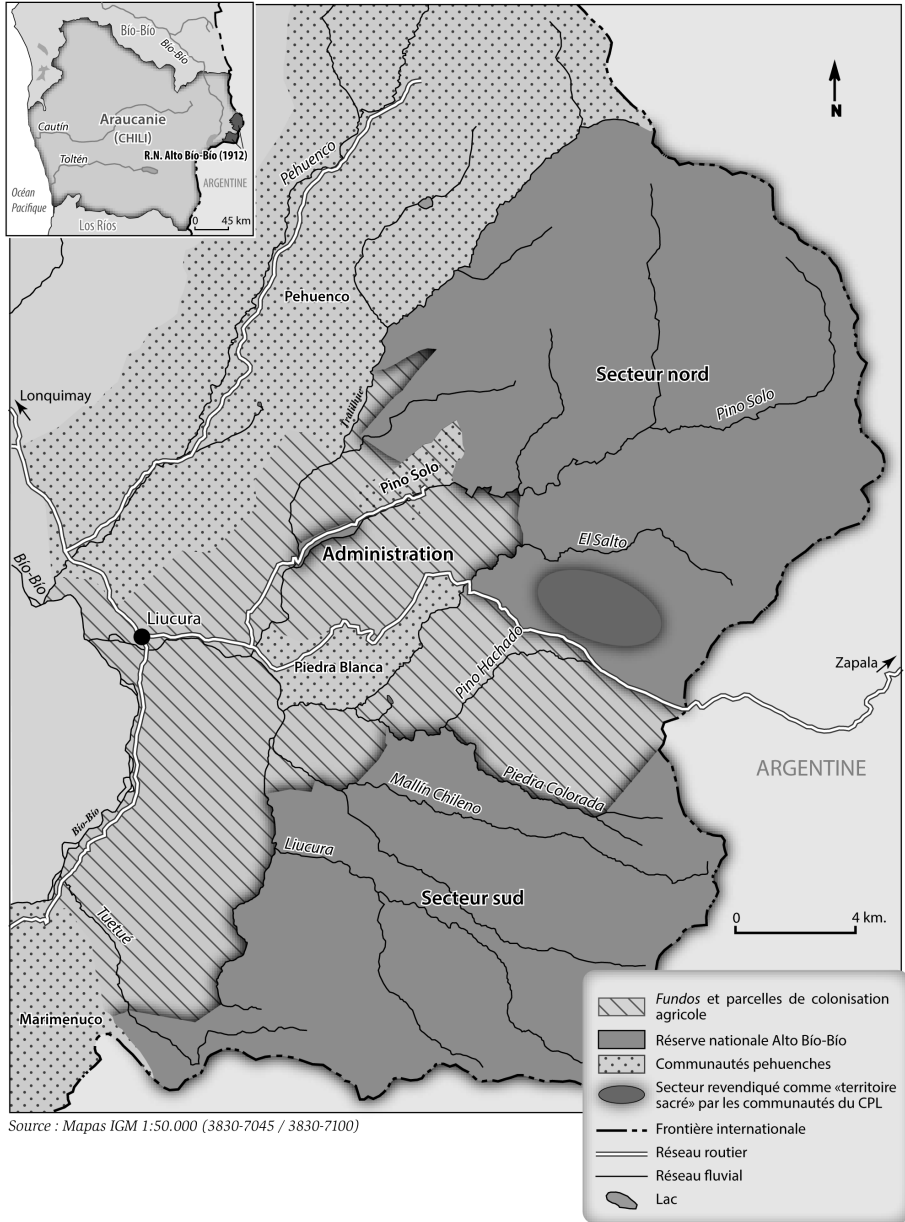 Bío-Bío
Bío-Bío
Araucanie
(CHILI)
Cautín
R.N. Alto Bío-Bío (1912)
Toltén
ARGENTINE
Océan
Pacifique
Los Ríos
0 45 km
N
Pehuenco
Pehuenco
Lonquimay
Secteur nord
Pino Solo
Tralilhue
Pino Solo
El Salto
Administration
Bío-Bío
Liucura
Piedra Blanca
Pino Hachado
Zapala
ARGENTINE
Piedra Colorada
Mallín Chileno
Bío-Bío
Liucura
Secteur sud
0 4 km.
Tuetué
Marimenuco
Fundos et parcelles de colonisation
agricole
Réserve nationale Alto Bío-Bío
Communautés pehuenches
Secteur revendiqué comme «territoire
sacré» par les communautés du CPL
Frontière internationale
Réseau routier
Réseau fluvial
Lac
Source : Mapas IGM 1:50.000 (3830-7045 / 3830-7100)